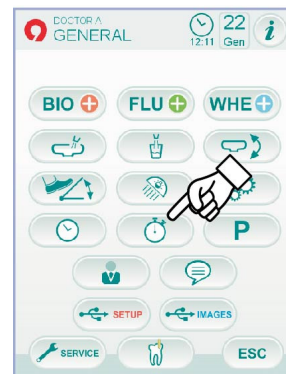 DOCTOR A
GENERAL
12:11
22
Gen
i
BIO
FLU
WHE
P
SETUP
IMAGES
SERVICE
ESC